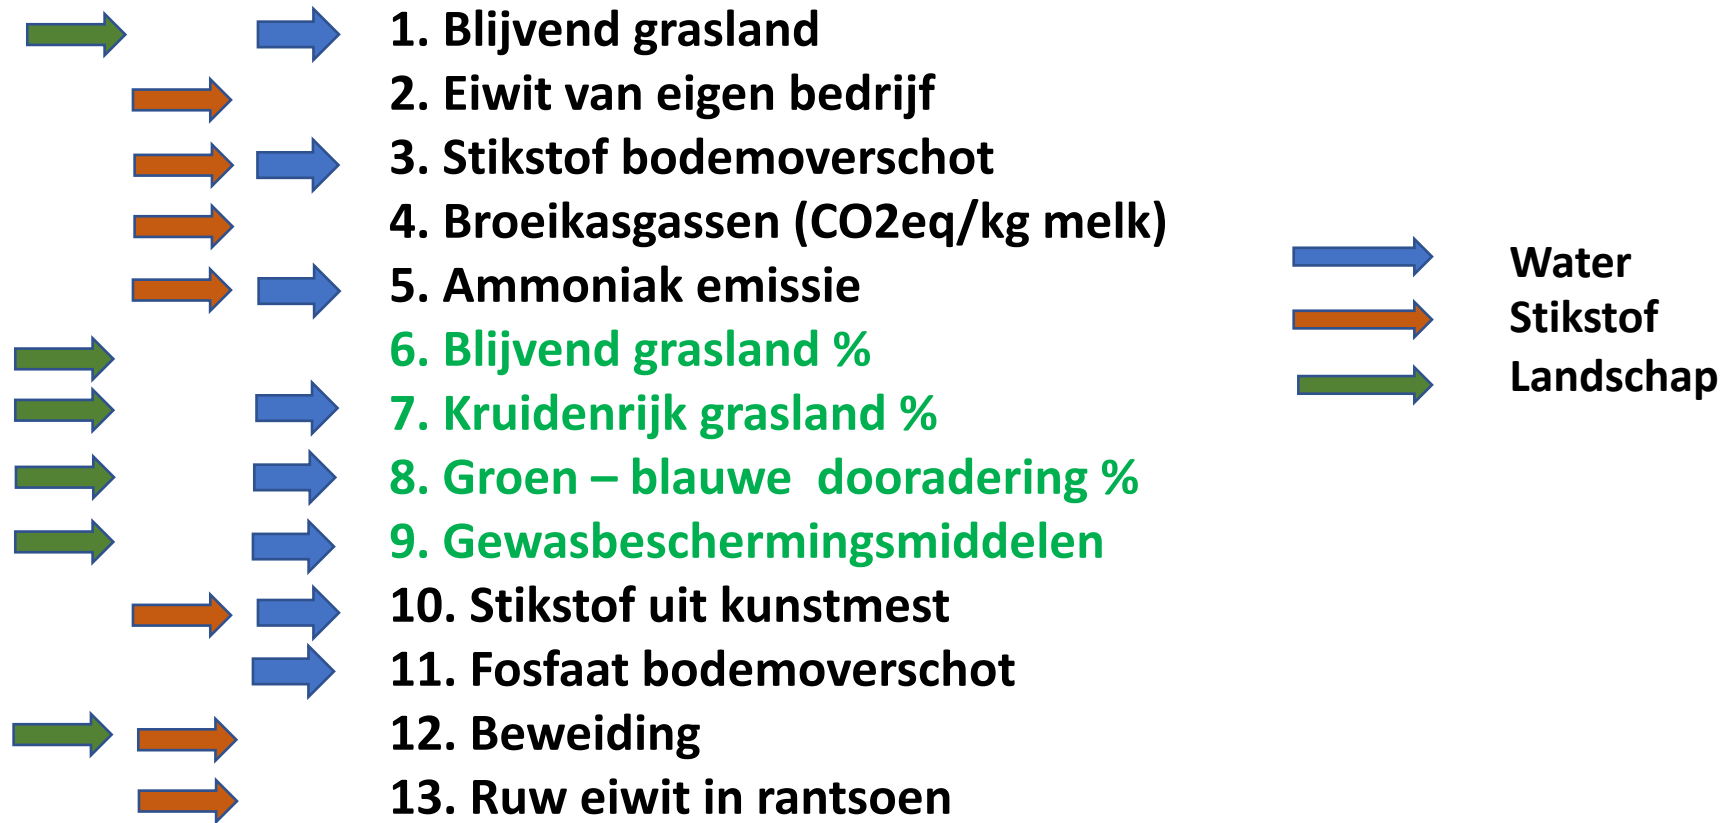 1. Blijvend grasland
2. Eiwit van eigen bedrijf
3. Stikstof bodemoverschot
4. Broeikasgassen (CO2eq/kg melk)
5. Ammoniak emissie
6. Blijvend grasland %
7. Kruidenrijk grasland %
8. Groen – blauwe  dooradering %
9. Gewasbeschermingsmiddelen
10. Stikstof uit kunstmest
11. Fosfaat bodemoverschot
12. Beweiding
13. Ruw eiwit in rantsoen
Water
Stikstof
Landschap